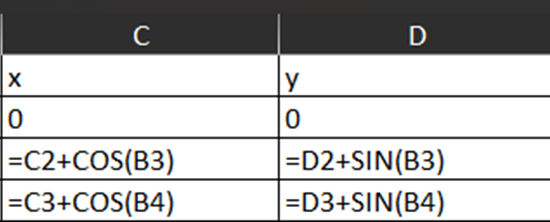 C D
x y
0 0
=C2+COS(B3) =D2+SIN(B3)
=C3+COS(B4) =D3+SIN(B4)